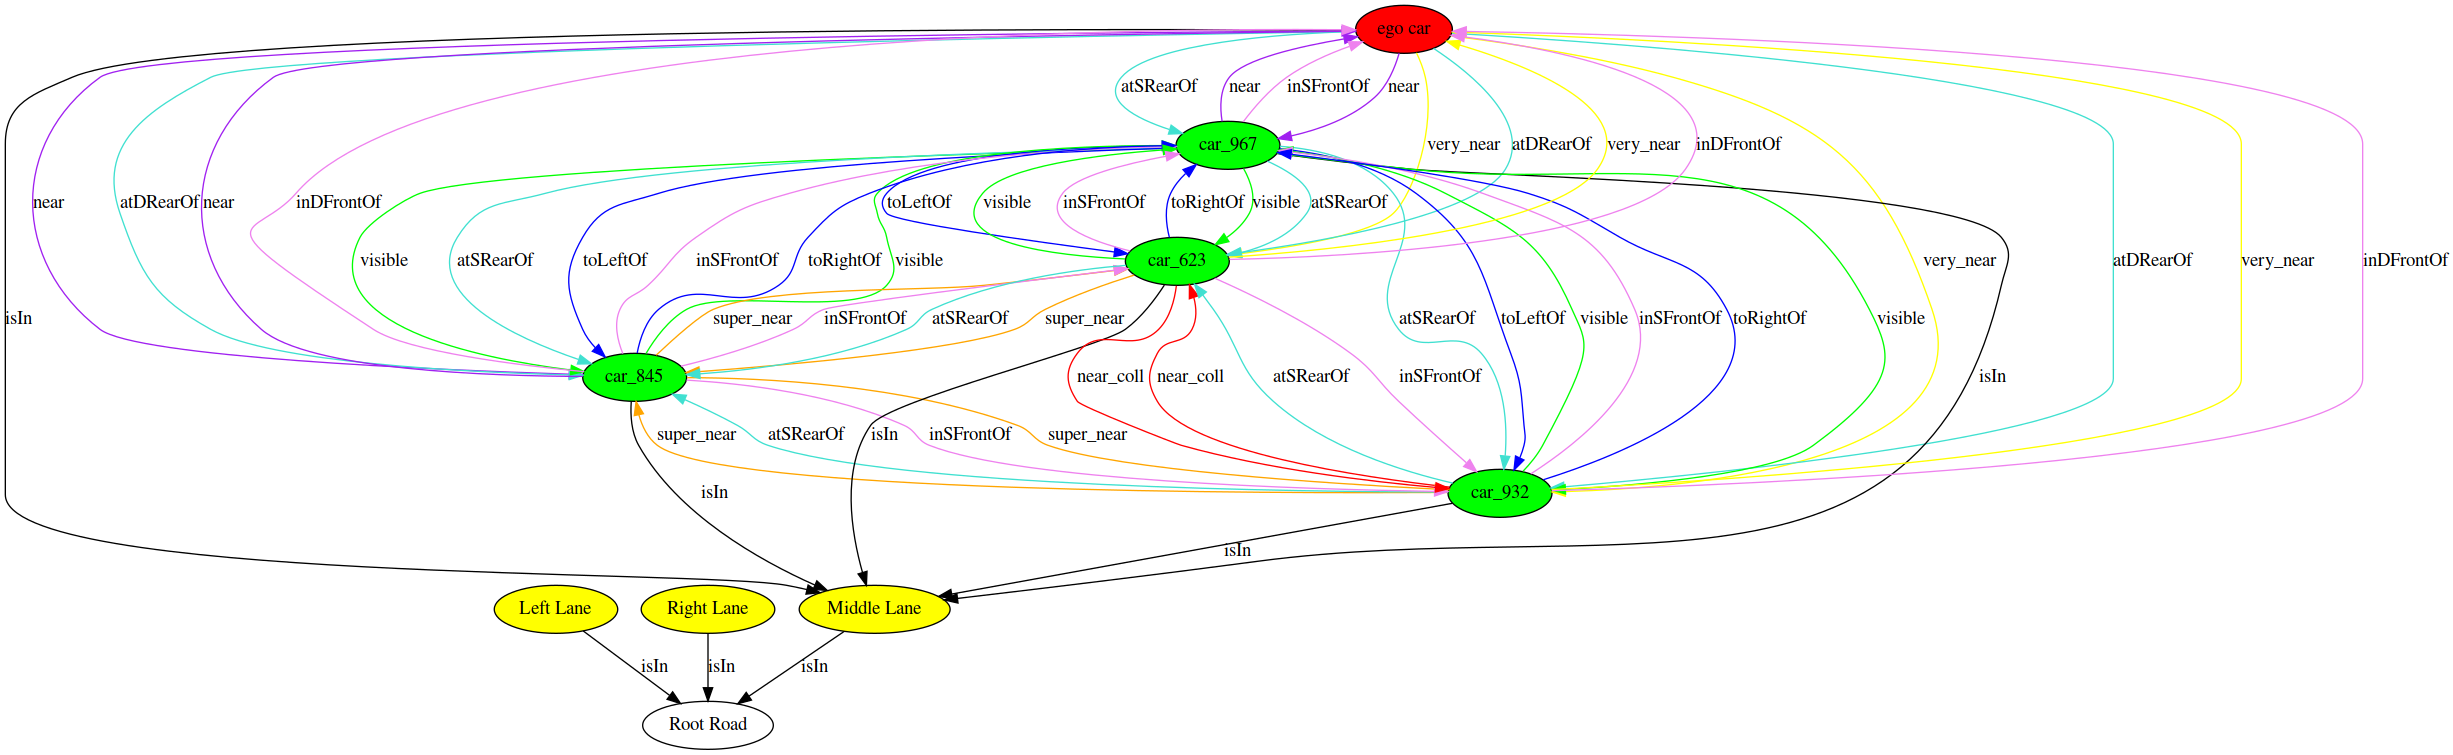 ego car
atSRearOf
near
inSFrontOf
near
car_967
very_near
atDRearOf
very_near
inDFrontOf
near
atDRearOf
near
inDFrontOf
toLeftOf
visible
inSFrontOf
toRightOf
visible
atSRearOf
visible
atSRearOf
toLeftOf
inSFrontOf
toRightOf
visible
car_623
very_near
atDRearOf
very_near
inDFrontOf
isIn
super_near
inSFrontOf
atSRearOf
super_near
atSRearOf
toLeftOf
visible
inSFrontOf
toRightOf
visible
car_845
near_coll
near_coll
atSRearOf
inSFrontOf
isIn
super_near
atSRearOf
isIn
inSFrontOf
super_near
isIn
car_932
isIn
Left Lane
Right Lane
Middle Lane
isIn
isIn
isIn
Root Road